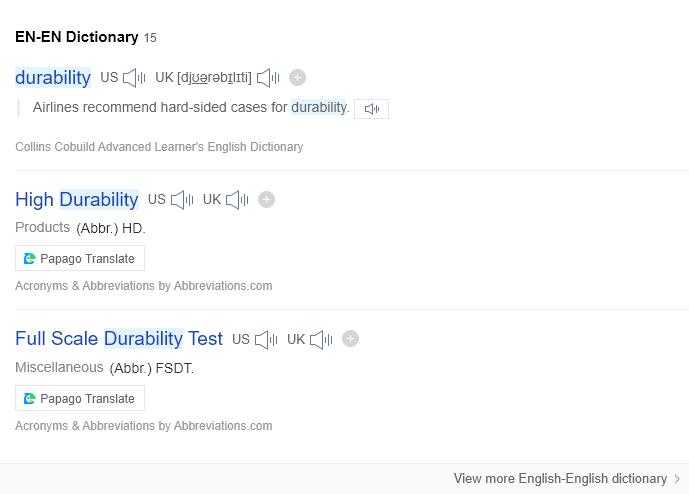 EN-EN Dictionary 15
durability US UK [djʊərəbɪlɪti]
Airlines recommend hard-sided cases for durability.
Collins Cobuild Advanced Learner's English Dictionary
High Durability US UK
Products (Abbr.) HD.
Papago Translate
Acronyms & Abbreviations by Abbreviations.com
Full Scale Durability Test US UK
Miscellaneous (Abbr.) FSDT.
Papago Translate
Acronyms & Abbreviations by Abbreviations.com
View more English-English dictionary